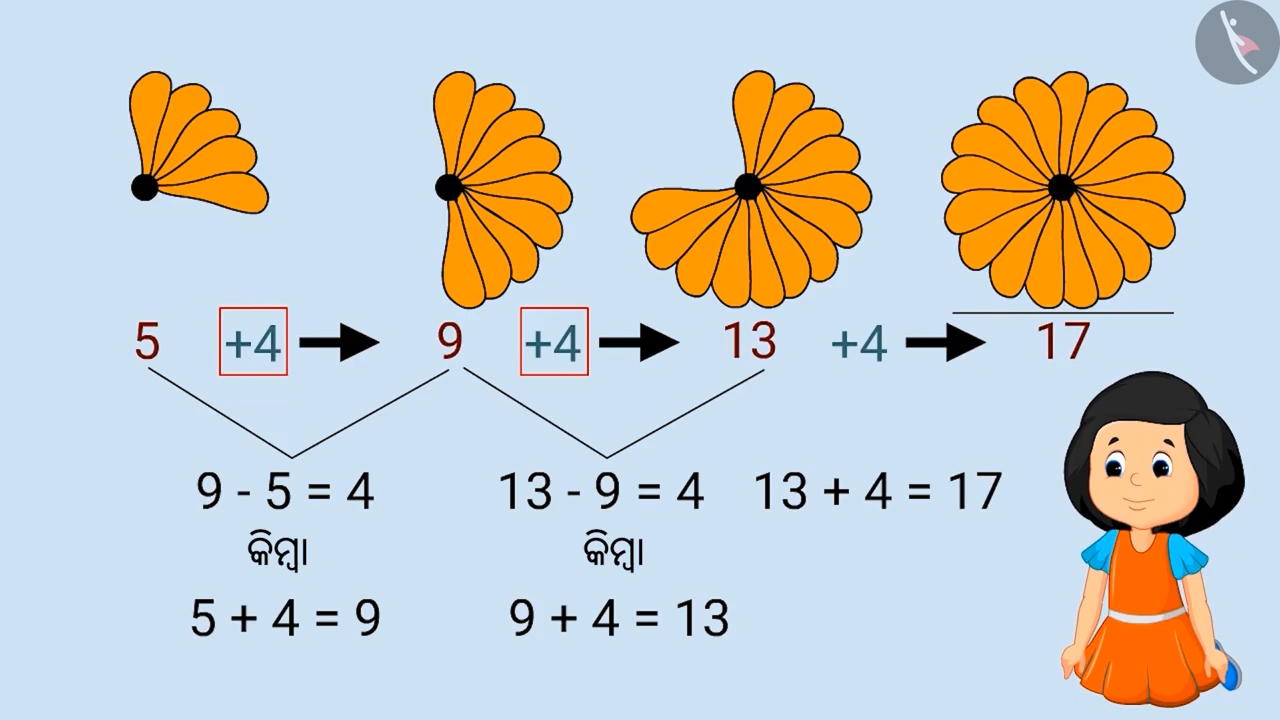 5 +4 9 +4 13 +4 17
9 - 5 = 4 13 - 9 = 4 13 + 4 = 17
କିମ୍ବା କିମ୍ବା
5 + 4 = 9 9 + 4 = 13